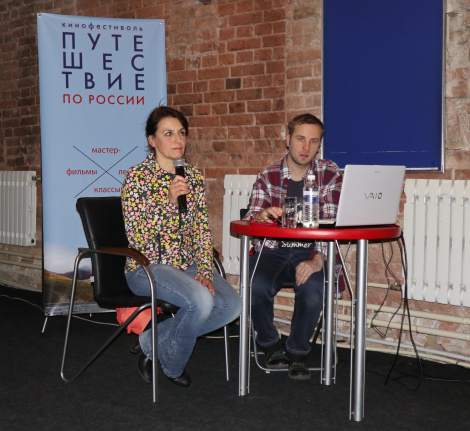 КИНОФЕСТИВАЛЬ
ПУТЕ
ШЕС
ТВИЕ
ПО РОССИИ
мастер-
фильмы
классы
VAIO
Summer